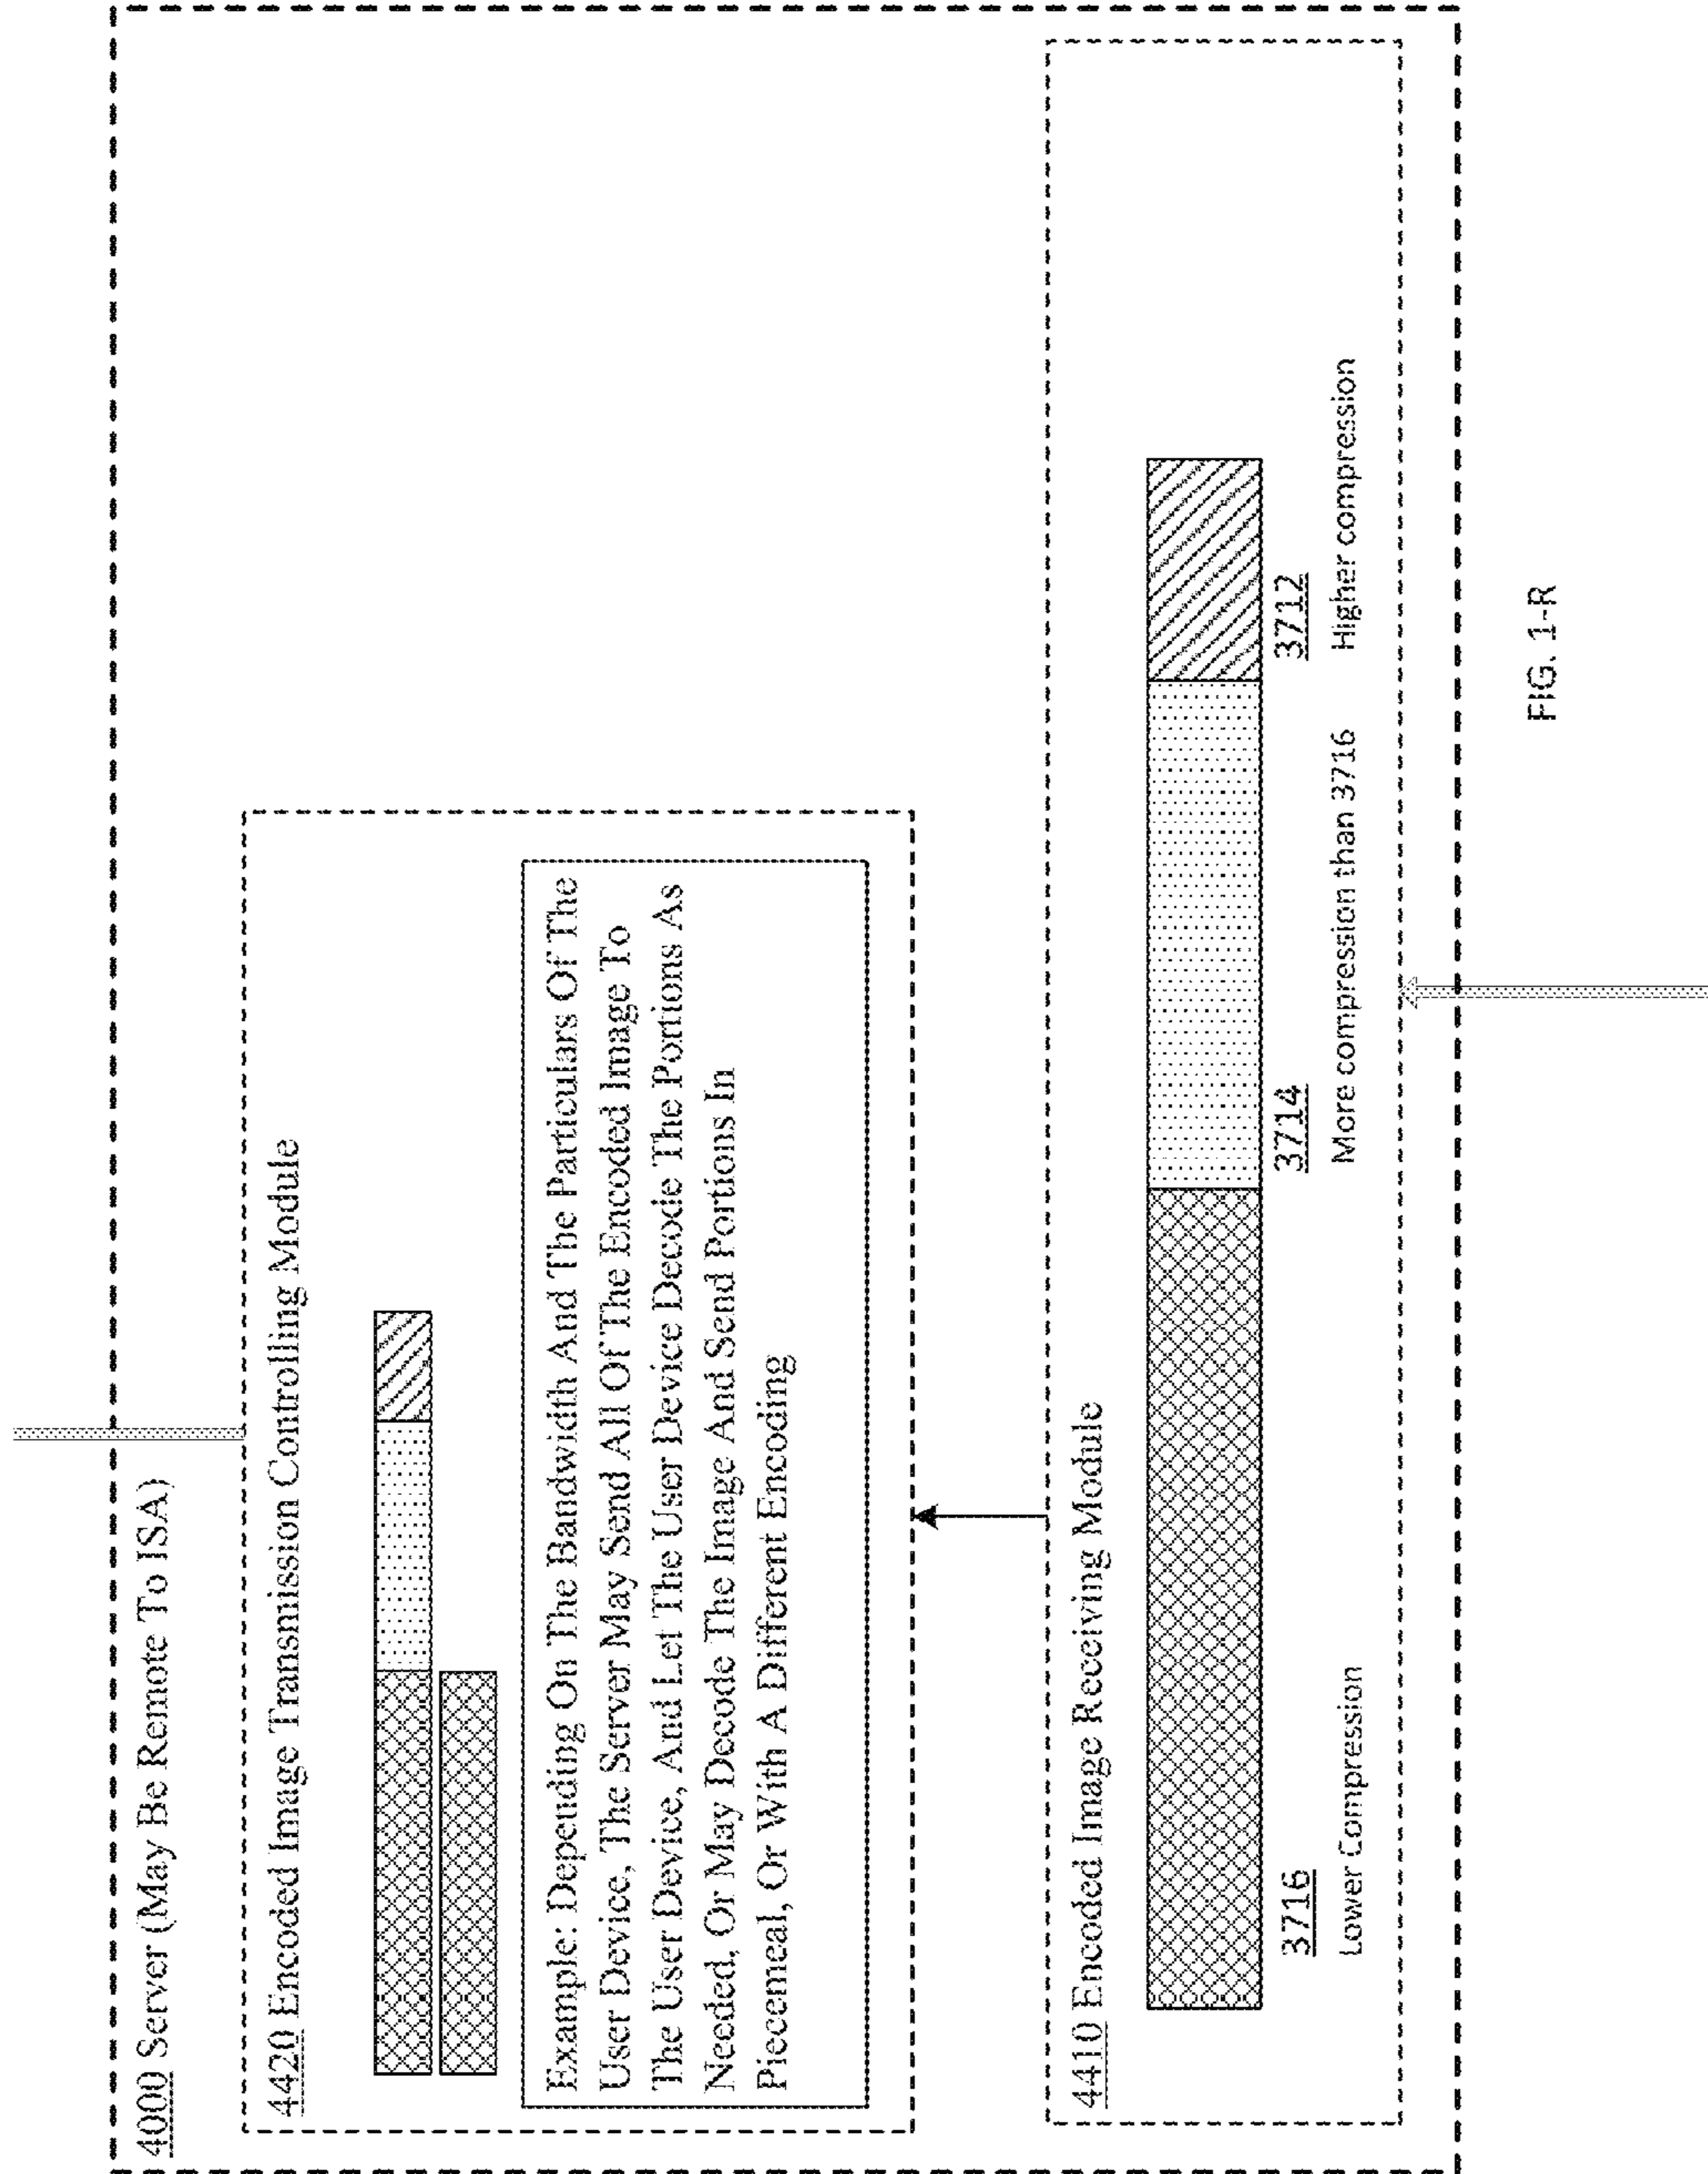 4000 Server (May Be Remote To ISA)
4420 Encoded Image Transmission Controlling Module
Example: Depending On The Bandwidth And The Particulars Of The
User Device, The Server May Send All Of The Encoded Image To
The User Device, And Let The User Device Decode The Portions As
Needed, Or May Decode The Image And Send Portions In
Piecemeal, Or With A Different Encoding
4410 Encoded Image Receiving Module
3716
3714
3712
Lower Compression
More compression than 3716
Higher compression
FIG. 1-R